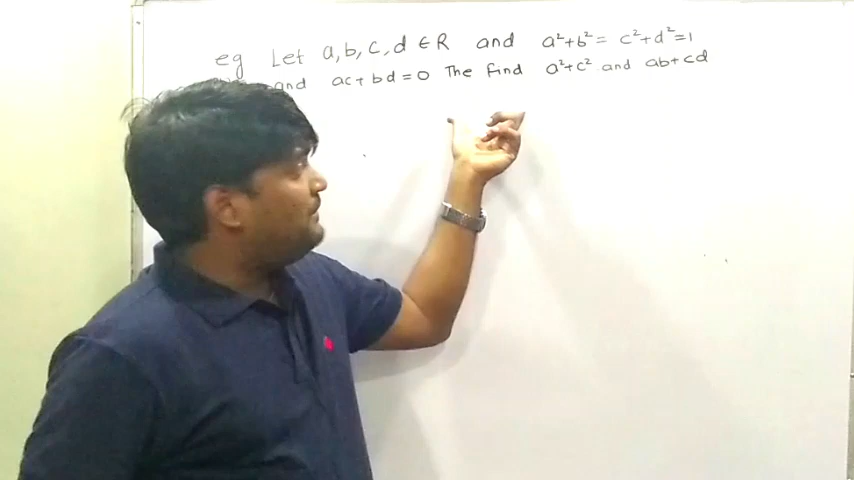 eg Let a, b, c, d ∈ R and a²+b² = c²+d²=1
and ac + bd = 0 The find a²+c² and ab+cd